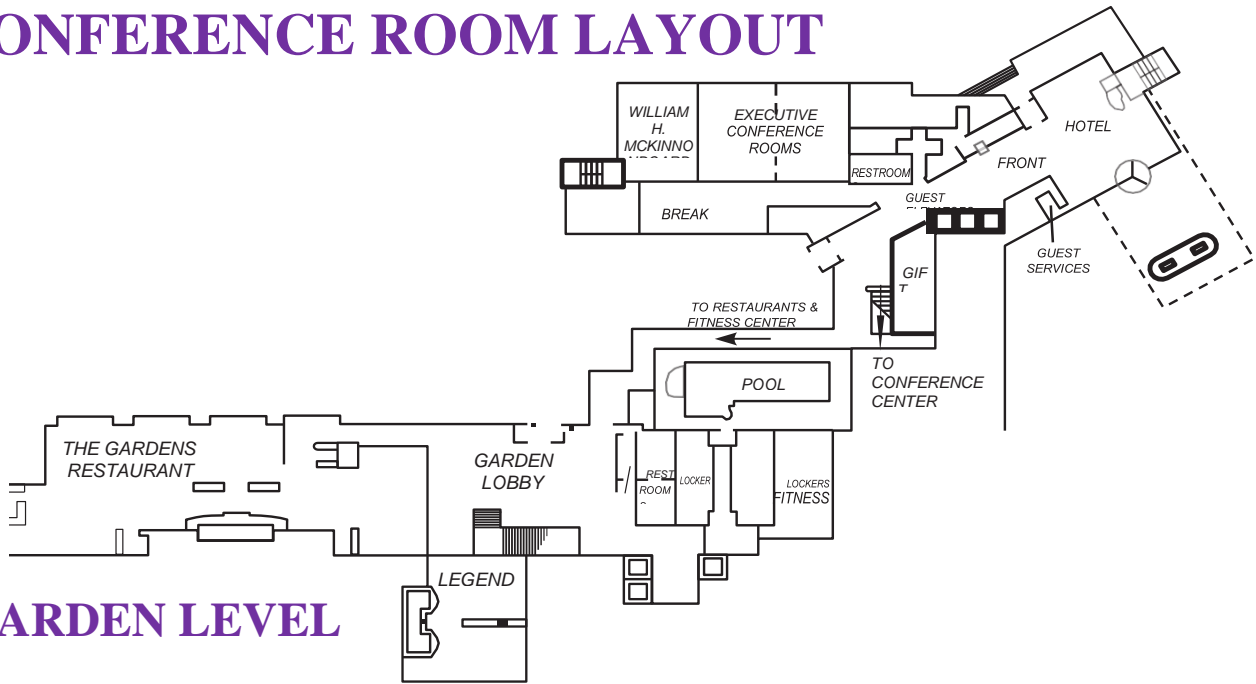 ONFERENCE ROOM LAYOUT
WILLIAM
H.
MCKINNO
EXECUTIVE
CONFERENCE
ROOMS
HOTEL
FRONT
RESTROOM
GUEST
BREAK
GUEST
SERVICES
GIF
T
TO RESTAURANTS &
FITNESS CENTER
TO
CONFERENCE
CENTER
POOL
THE GARDENS
RESTAURANT
GARDEN
LOBBY
REST
ROOM
LOCKER
LOCKERS
FITNESS
LEGEND
ARDEN LEVEL